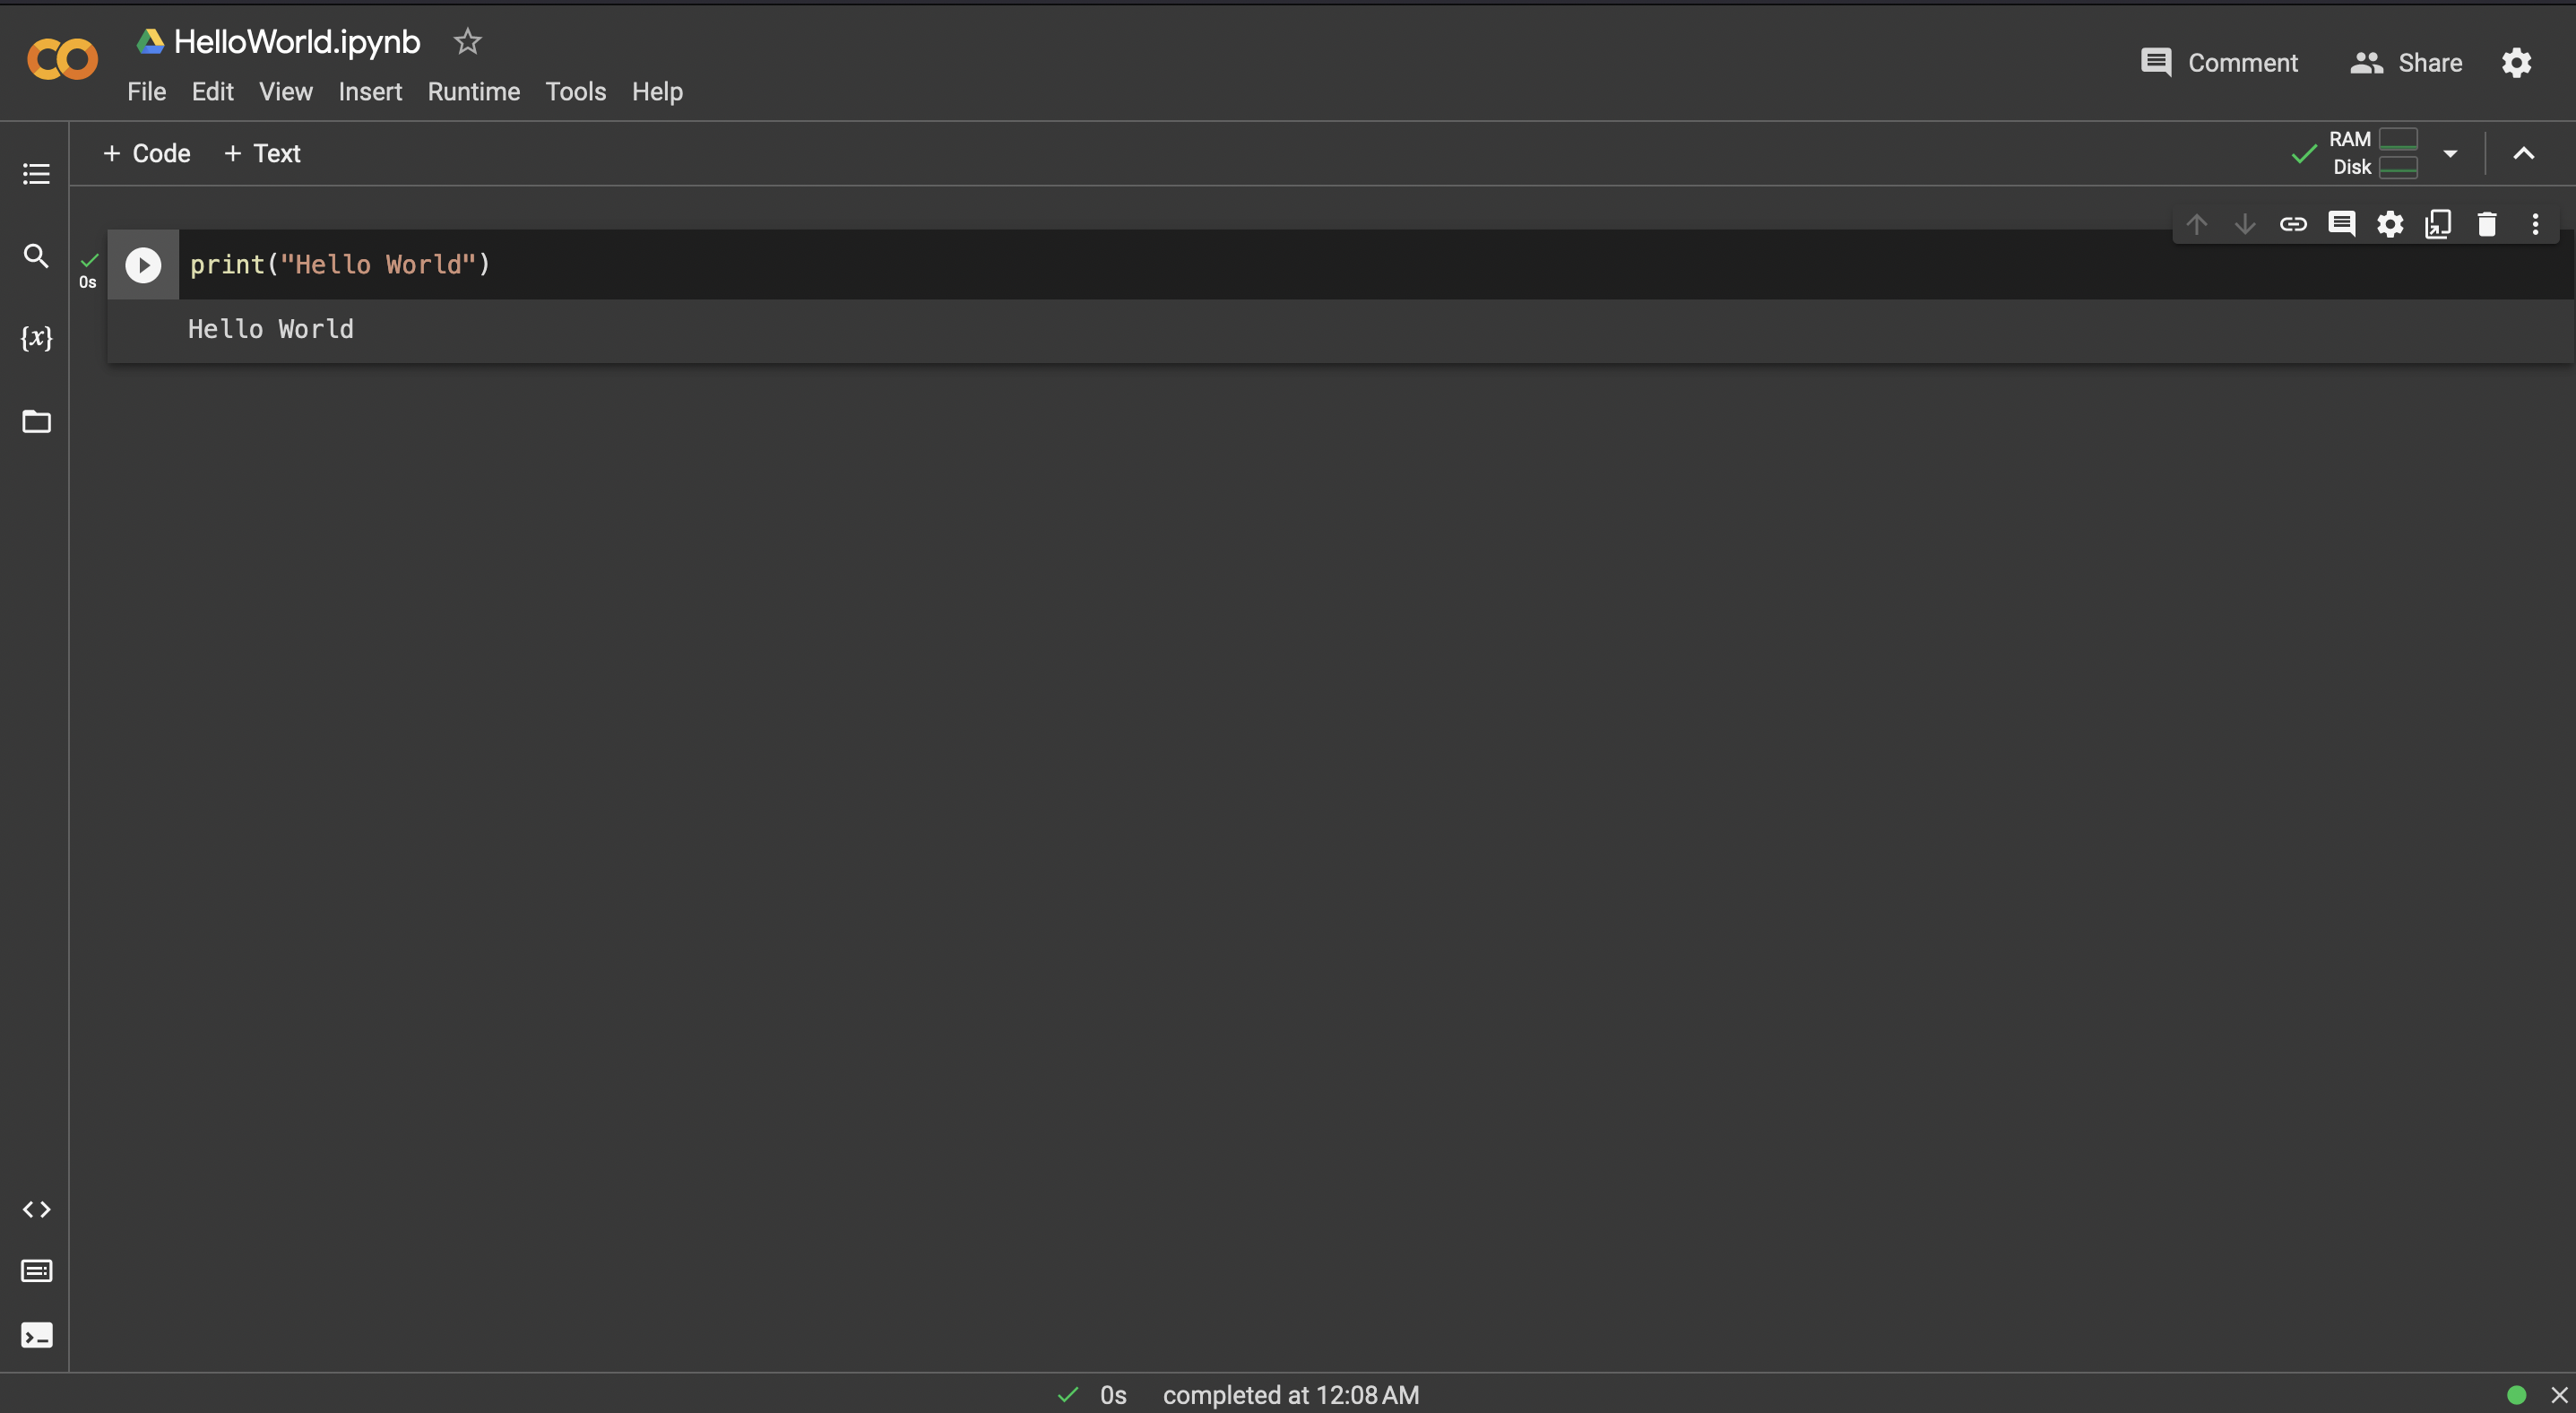 HelloWorld.ipynb
File Edit View Insert Runtime Tools Help
Comment Share
+ Code + Text
RAM
Disk
0s
print("Hello World")
Hello World
{x}
0s completed at 12:08 AM